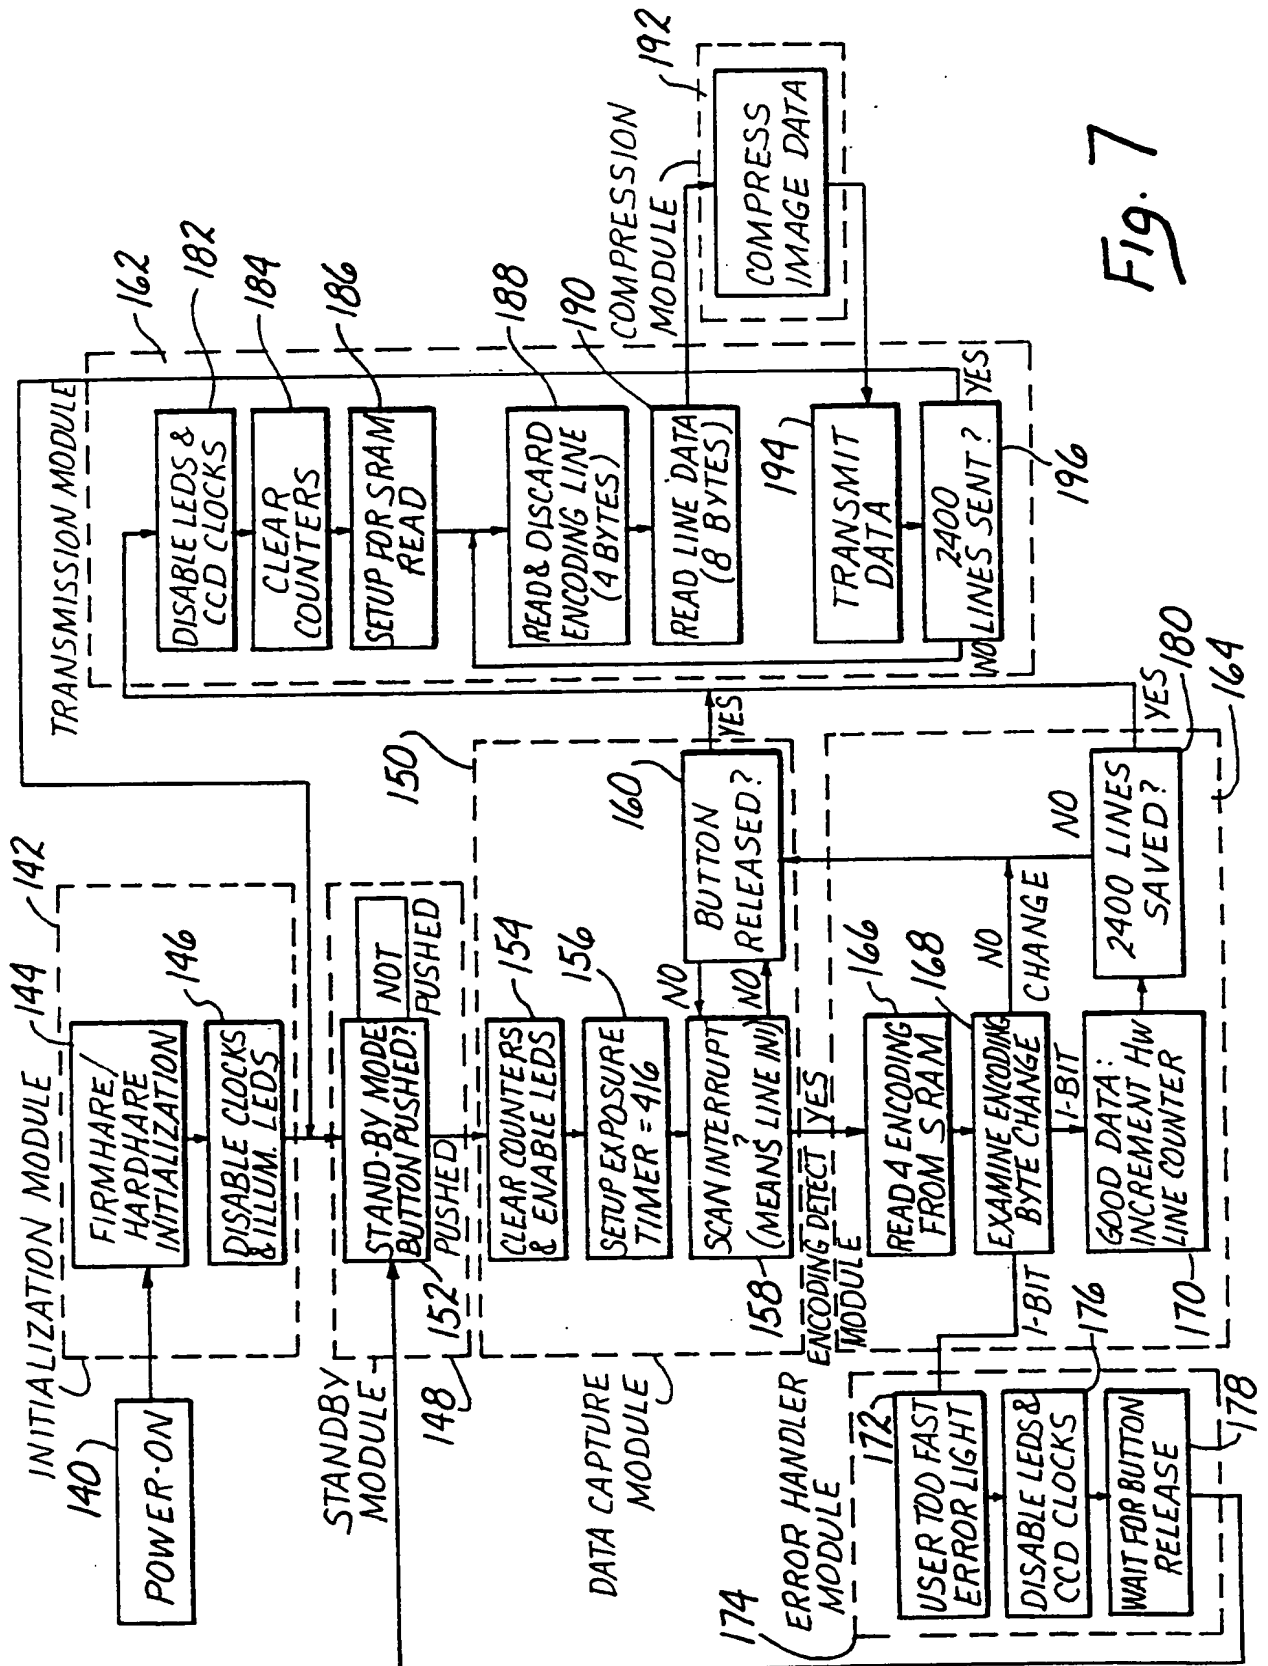 INITIALIZATION MODULE
140
POWER-ON
142
144
FIRMHARE/
HARDHARE
INITIALIZATION
146
DISABLE CLOCKS
& ILLUM. LEDS
STANDBY
MODULE
148
STAND-BY MODE
BUTTON PUSHED?
152
NOT
PUSHED
PUSHED
DATA CAPTURE
MODULE
150
154
CLEAR COUNTERS
& ENABLE LEDS
156
SETUP EXPOSURE
TIMER = 416
SCAN INTERRUPT
?
(MEANS LINE IN)
158
NO
NO
YES
160
BUTTON
RELEASED?
YES
ENCODING DETECT
MODULE
164
166
READ 4 ENCODING
FROM SRAM
168
EXAMINE ENCODING
BYTE CHANGE
NO
CHANGE
1-BIT
1-BIT
GOOD DATA:
INCREMENT HW
LINE COUNTER
170
2400 LINES
SAVED?
180
NO
YES
ERROR HANDLER
MODULE
174
172
USER TOO FAST
ERROR LIGHT
176
DISABLE LEDS &
CCD CLOCKS
WAIT FOR BUTTON
RELEASE
178
TRANSMISSION MODULE
162
182
DISABLE LEDS &
CCD CLOCKS
184
CLEAR
COUNTERS
186
SETUP FOR SRAM
READ
188
READ & DISCARD
ENCODING LINE
(4 BYTES)
190
READ LINE DATA
(8 BYTES)
194
TRANSMIT
DATA
2400
LINES SENT?
196
NO
YES
COMPRESSION
MODULE
192
COMPRESS
IMAGE DATA
Fig. 7